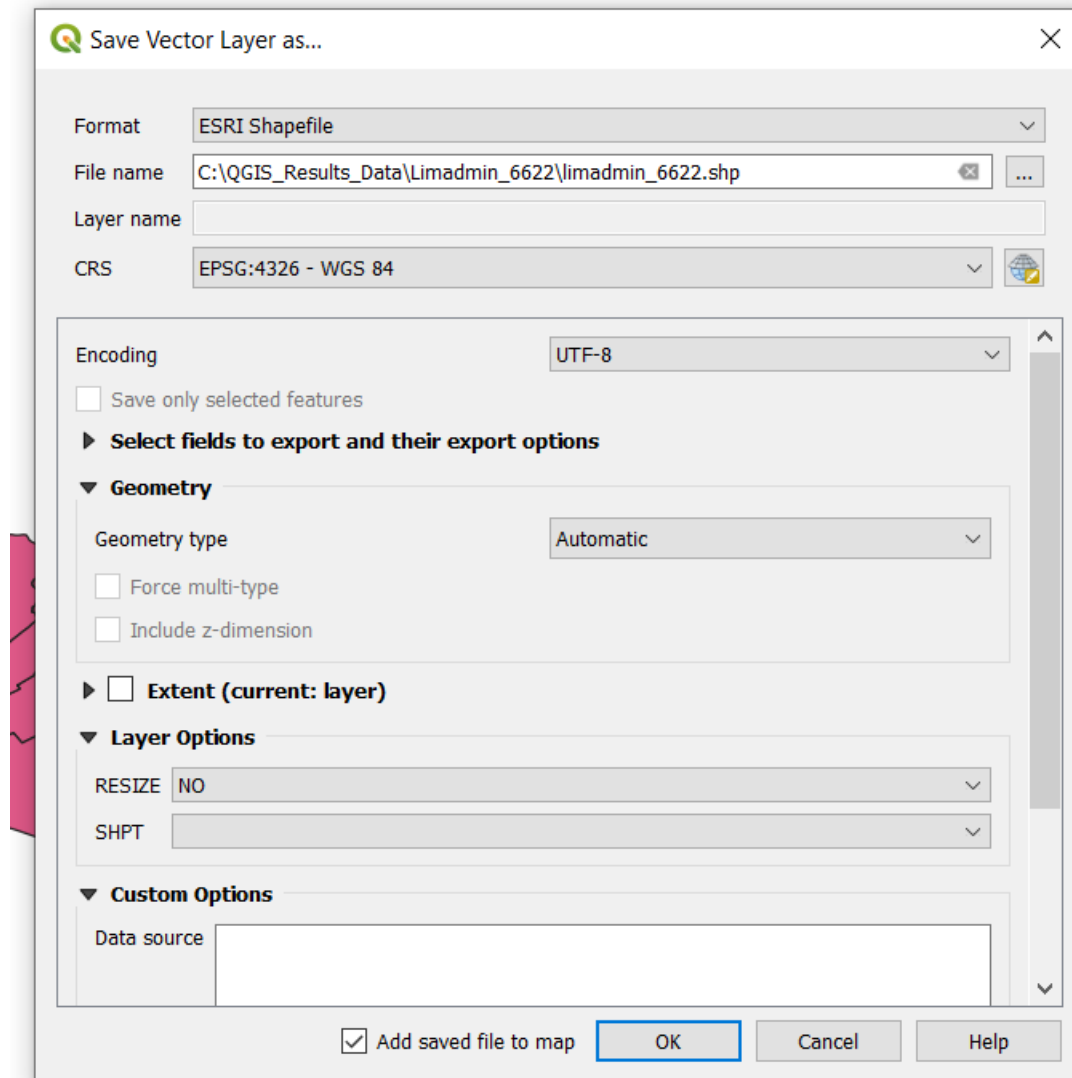 Save Vector Layer as...
Format ESRI Shapefile
File name C:\QGIS_Results_Data\Limadmin_6622\limadmin_6622.shp ...
Layer name
CRS EPSG:4326 - WGS 84
Encoding UTF-8
Save only selected features
Select fields to export and their export options
Geometry
Geometry type Automatic
Force multi-type
Include z-dimension
Extent (current: layer)
Layer Options
RESIZE NO
SHPT
Custom Options
Data source
Add saved file to map OK Cancel Help